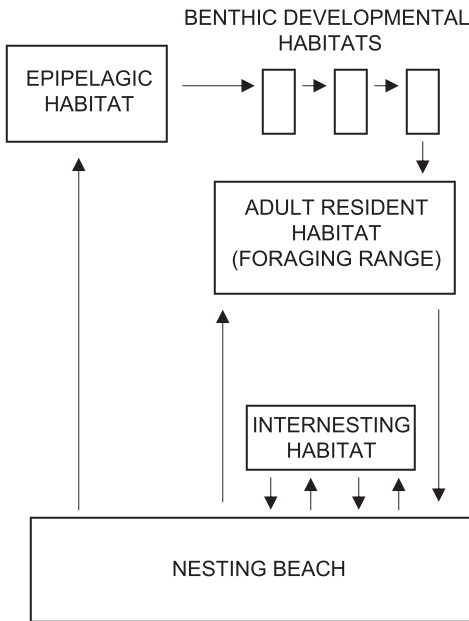 BENTHIC DEVELOPMENTAL
HABITATS
EPIPELAGIC
HABITAT
ADULT RESIDENT
HABITAT
(FORAGING RANGE)
INTERNESTING
HABITAT
NESTING BEACH